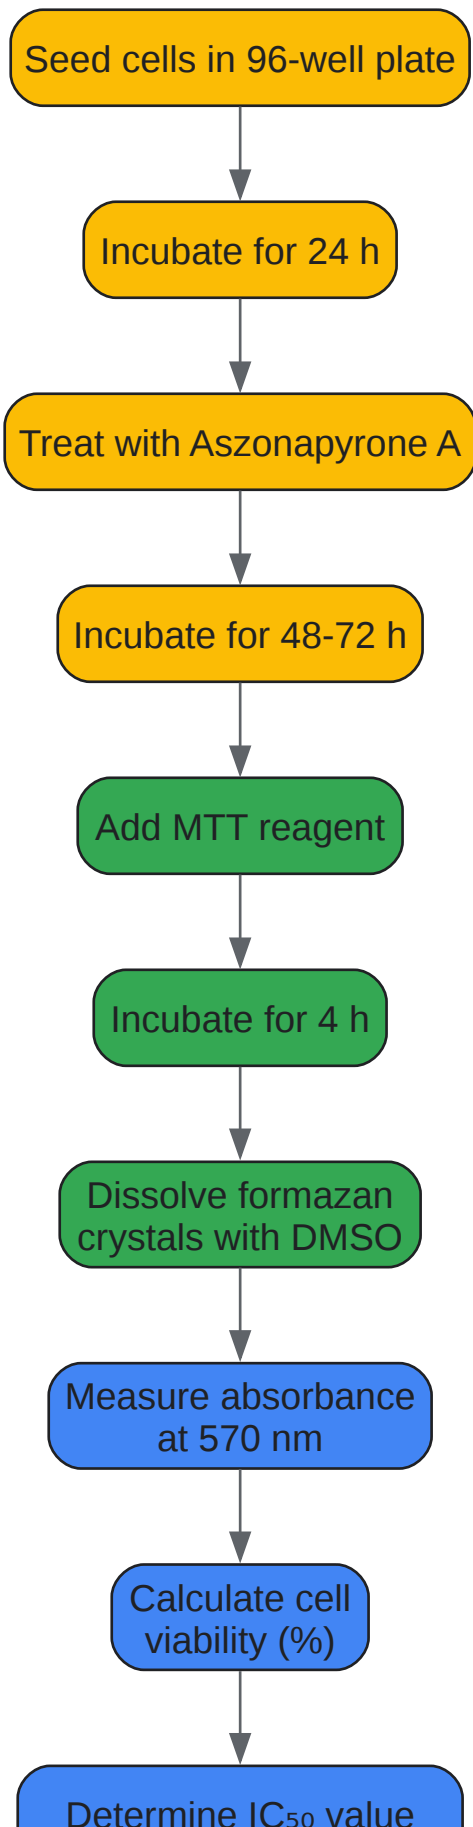 Seed cells in 96-well plate
Incubate for 24 h
Treat with Aszonapyrone A
Incubate for 48-72 h
Add MTT reagent
Incubate for 4 h
Dissolve formazan
crystals with DMSO
Measure absorbance
at 570 nm
Calculate cell
viability (%)
Determine IC₅₀ value